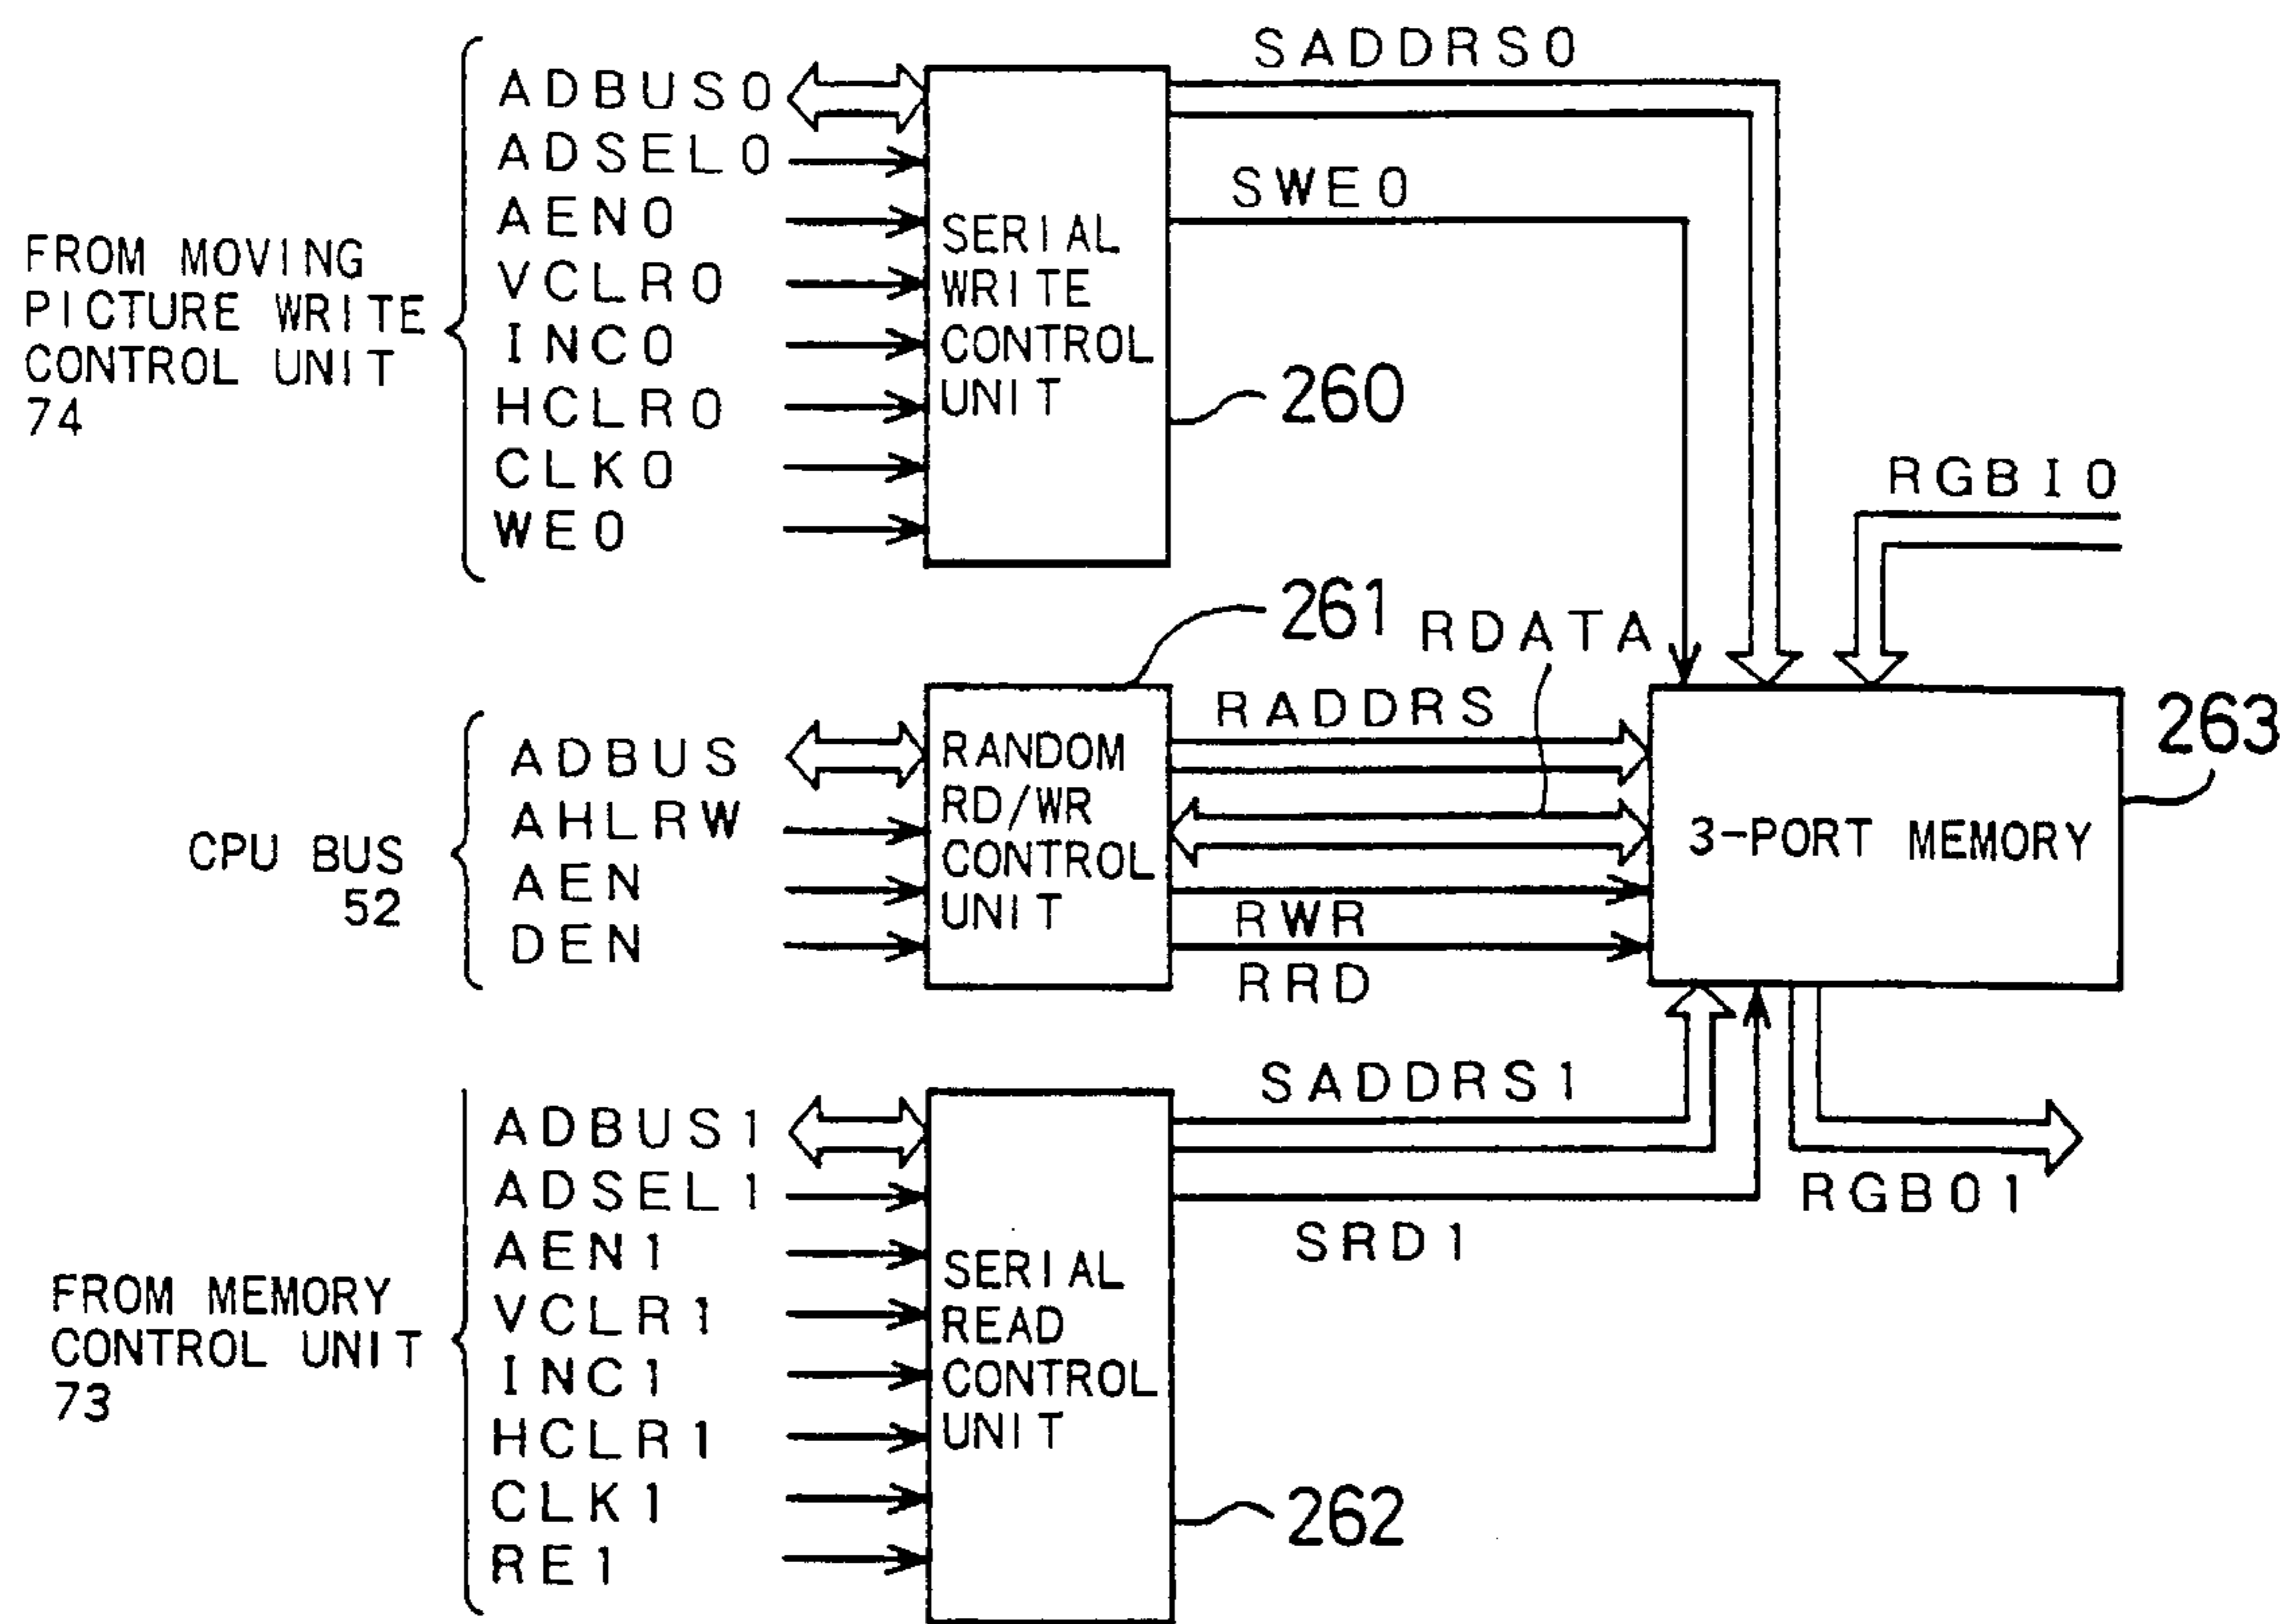 SADDRS0
ADBUS0
ADSEL0
SWE0
AEN0
FROM MOVING
PICTURE WRITE
CONTROL UNIT
74
VCLR0
INC0
HCLR0
CLK0
WE0
SERIAL
WRITE
CONTROL
UNIT
260
RGBI0
261
RDATA
RADDRS
CPU BUS
52
ADBUS
AHLRW
AEN
DEN
RANDOM
RD/WR
CONTROL
UNIT
RWR
RRD
263
3-PORT MEMORY
SADDRS1
SRD1
RGBO1
FROM MEMORY
CONTROL UNIT
73
ADBUS1
ADSEL1
AEN1
VCLR1
INC1
HCLR1
CLK1
RE1
SERIAL
READ
CONTROL
UNIT
262